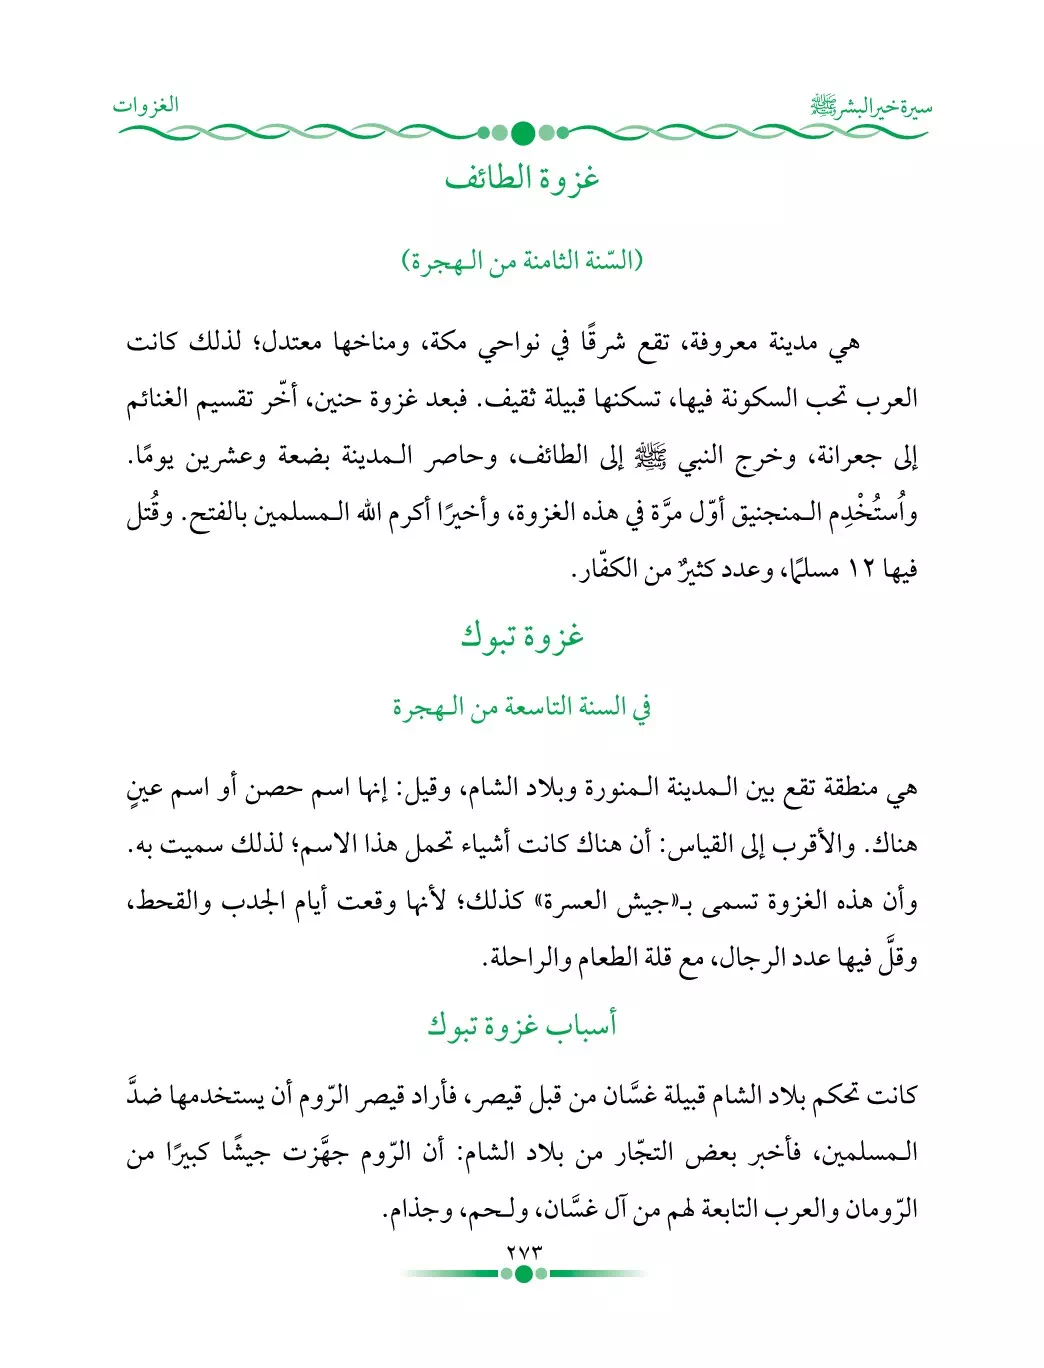 سيرة خير البشر ﷺ
الغزوات
غزوة الطائف
(السّنة الثامنة من الـهجرة)
هي مدينة معروفة، تقع شرقًا في نواحي مكة، ومناخها معتدل؛ لذلك كانت
العرب تحب السكونة فيها، تسكنها قبيلة ثقيف. فبعد غزوة حنين، أخّر تقسيم الغنائم
إلى جعرانة، وخرج النبي ﷺ إلى الطائف، وحاصر الـمدينة بضعة وعشرين يومًا.
واُستُخْدِم الـمنجنيق أوّل مرَّة في هذه الغزوة، وأخيرًا أكرم الله الـمسلمين بالفتح. وقُتل
فيها ١٢ مسلمًا، وعدد كثيرٌ من الكفّار.
غزوة تبوك
في السنة التاسعة من الـهجرة
هي منطقة تقع بين الـمدينة الـمنورة وبلاد الشام، وقيل: إنها اسم حصن أو اسم عينٍ
هناك. والأقرب إلى القياس: أن هناك كانت أشياء تحمل هذا الاسم؛ لذلك سميت به.
وأن هذه الغزوة تسمى بـ«جيش العسرة» كذلك؛ لأنها وقعت أيام الجدب والقحط،
وقلَّ فيها عدد الرجال، مع قلة الطعام والراحلة.
أسباب غزوة تبوك
كانت تحكم بلاد الشام قبيلة غسَّان من قبل قيصر، فأراد قيصر الرّوم أن يستخدمها ضدَّ
الـمسلمين، فأخبر بعض التجّار من بلاد الشام: أن الرّوم جهَّزت جيشًا كبيرًا من
الرّومان والعرب التابعة لهم من آل غسَّان، ولـحم، وجذام.
٢٧٣